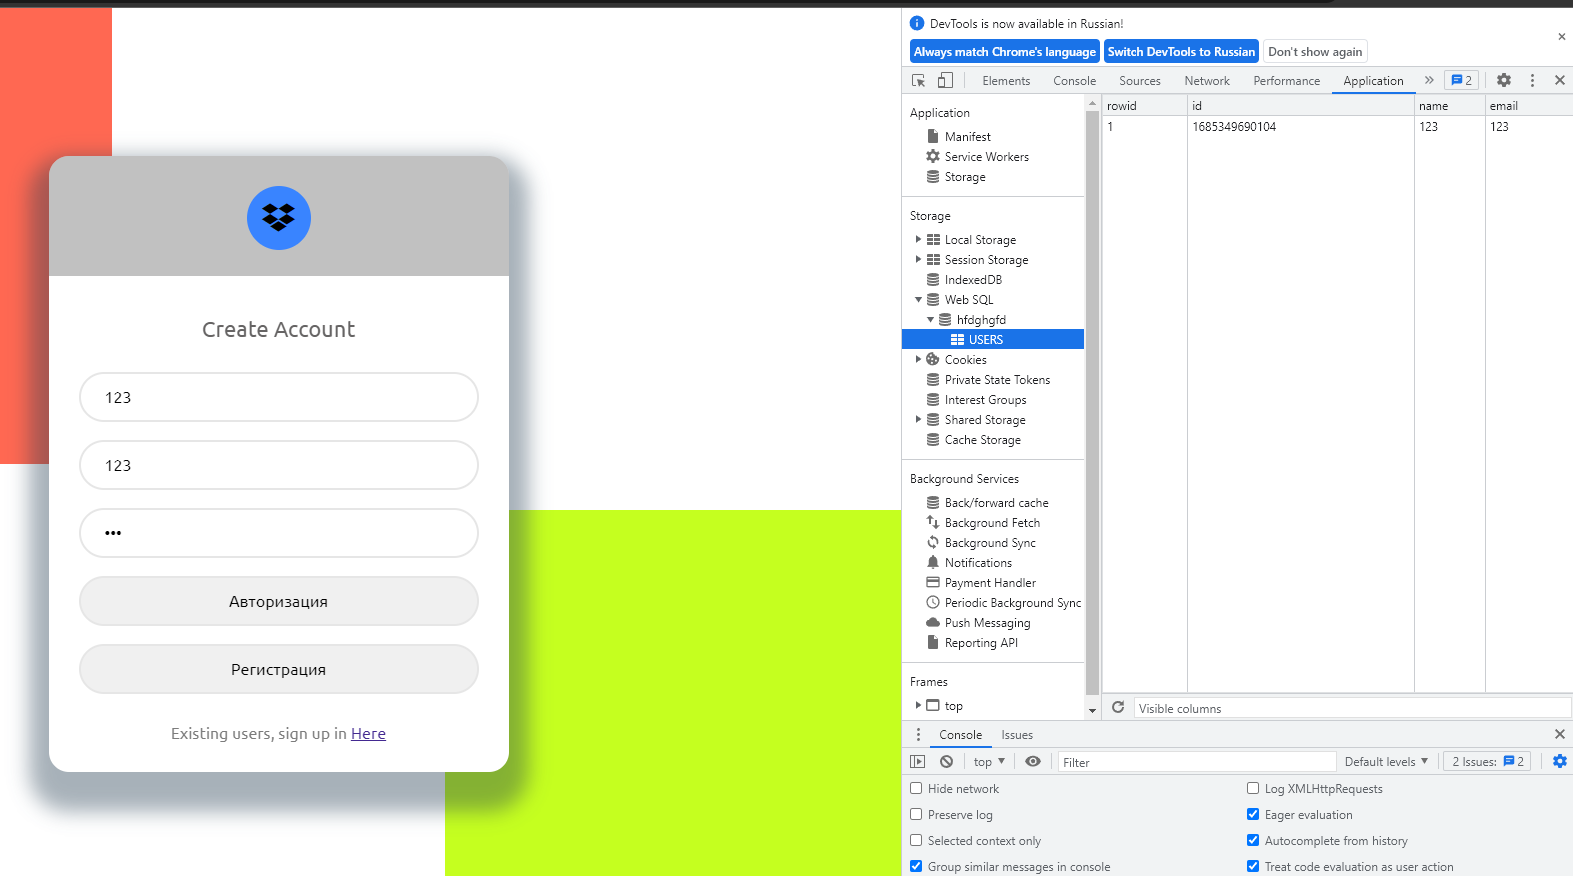 Create Account
123
123
•••
Авторизация
Регистрация
Existing users, sign up in Here
DevTools is now available in Russian!
Always match Chrome's language Switch DevTools to Russian Don't show again
Elements Console Sources Network Performance Application 2
Application
Manifest
Service Workers
Storage
Storage
Local Storage
Session Storage
IndexedDB
Web SQL
hfdghgfd
USERS
Cookies
Private State Tokens
Interest Groups
Shared Storage
Cache Storage
Background Services
Back/forward cache
Background Fetch
Background Sync
Notifications
Payment Handler
Periodic Background Sync
Push Messaging
Reporting API
Frames
top
rowid id name email
1 1685349690104 123 123
Visible columns
Console Issues
top Filter Default levels 2 Issues: 2
Hide network Log XMLHttpRequests
Preserve log Eager evaluation
Selected context only Autocomplete from history
Group similar messages in console Treat code evaluation as user action